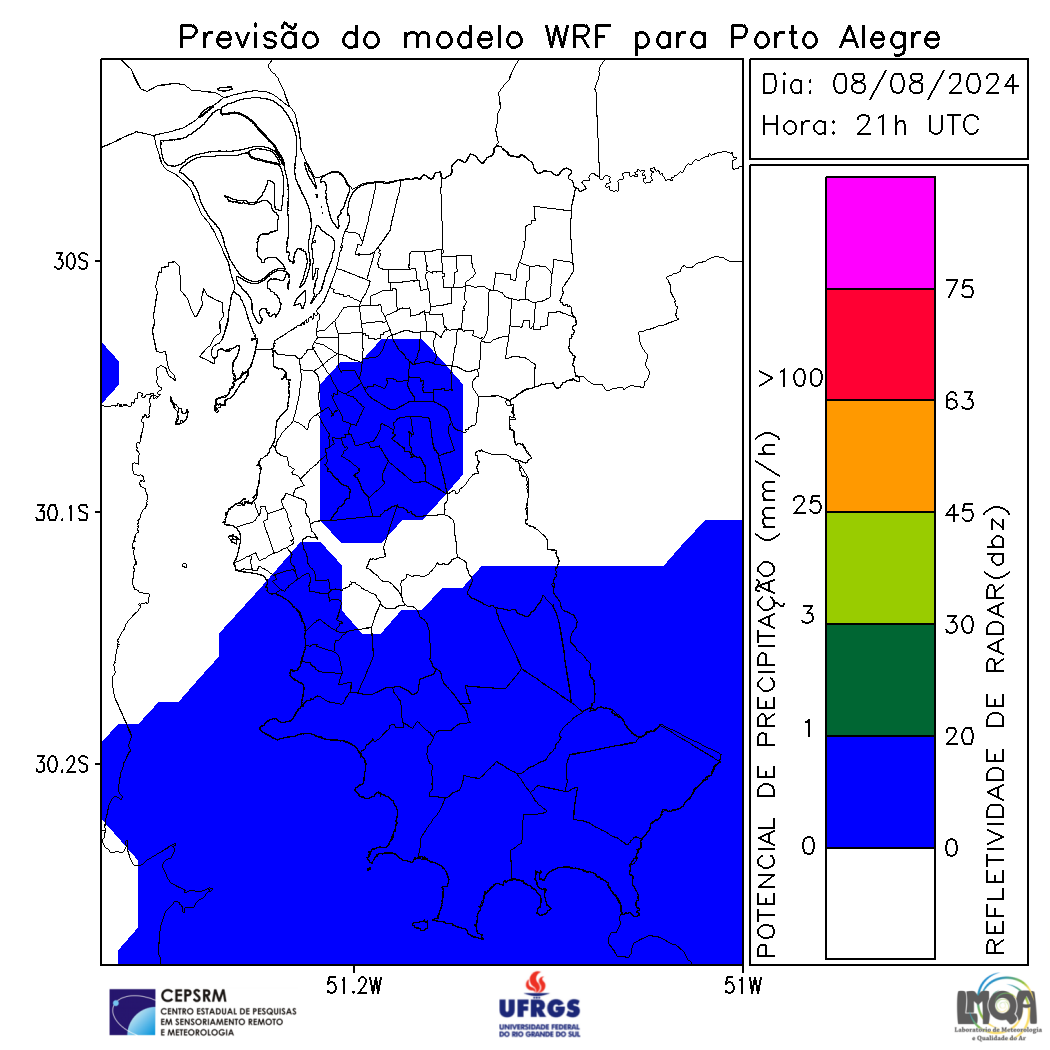 Previsão do modelo WRF para Porto Alegre
Dia: 08/08/2024
Hora: 21h UTC
30S
30.1S
30.2S
51.2W
51W
POTENCIAL DE PRECIPITAÇÃO (mm/h)
>100
25
3
1
0
75
63
45
30
20
0
REFLETIVIDADE DE RADAR(dbz)
CEPSRM
CENTRO ESTADUAL DE PESQUISAS
EM SENSORIAMENTO REMOTO
E METEOROLOGIA
UFRGS
UNIVERSIDADE FEDERAL
DO RIO GRANDE DO SUL
LMQA
Laboratório de Meteorologia
e Qualidade do Ar